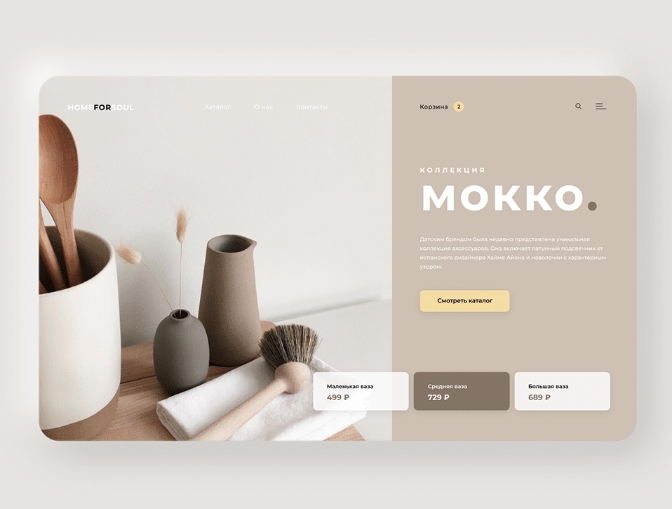 HOMEFORSOUL
Каталог
О нас
Контакты
Корзина 2
КОЛЛЕКЦИЯ
МОККО.
Датским брендом была недавно представлена уникальная
коллекция аксессуаров. Она включает латунный подсвечник от
испанского дизайнера Хайме Айона и наволочки с характерным
узором.
Смотреть каталог
Маленькая ваза
499 ₽
Средняя ваза
729 ₽
Большая ваза
689 ₽